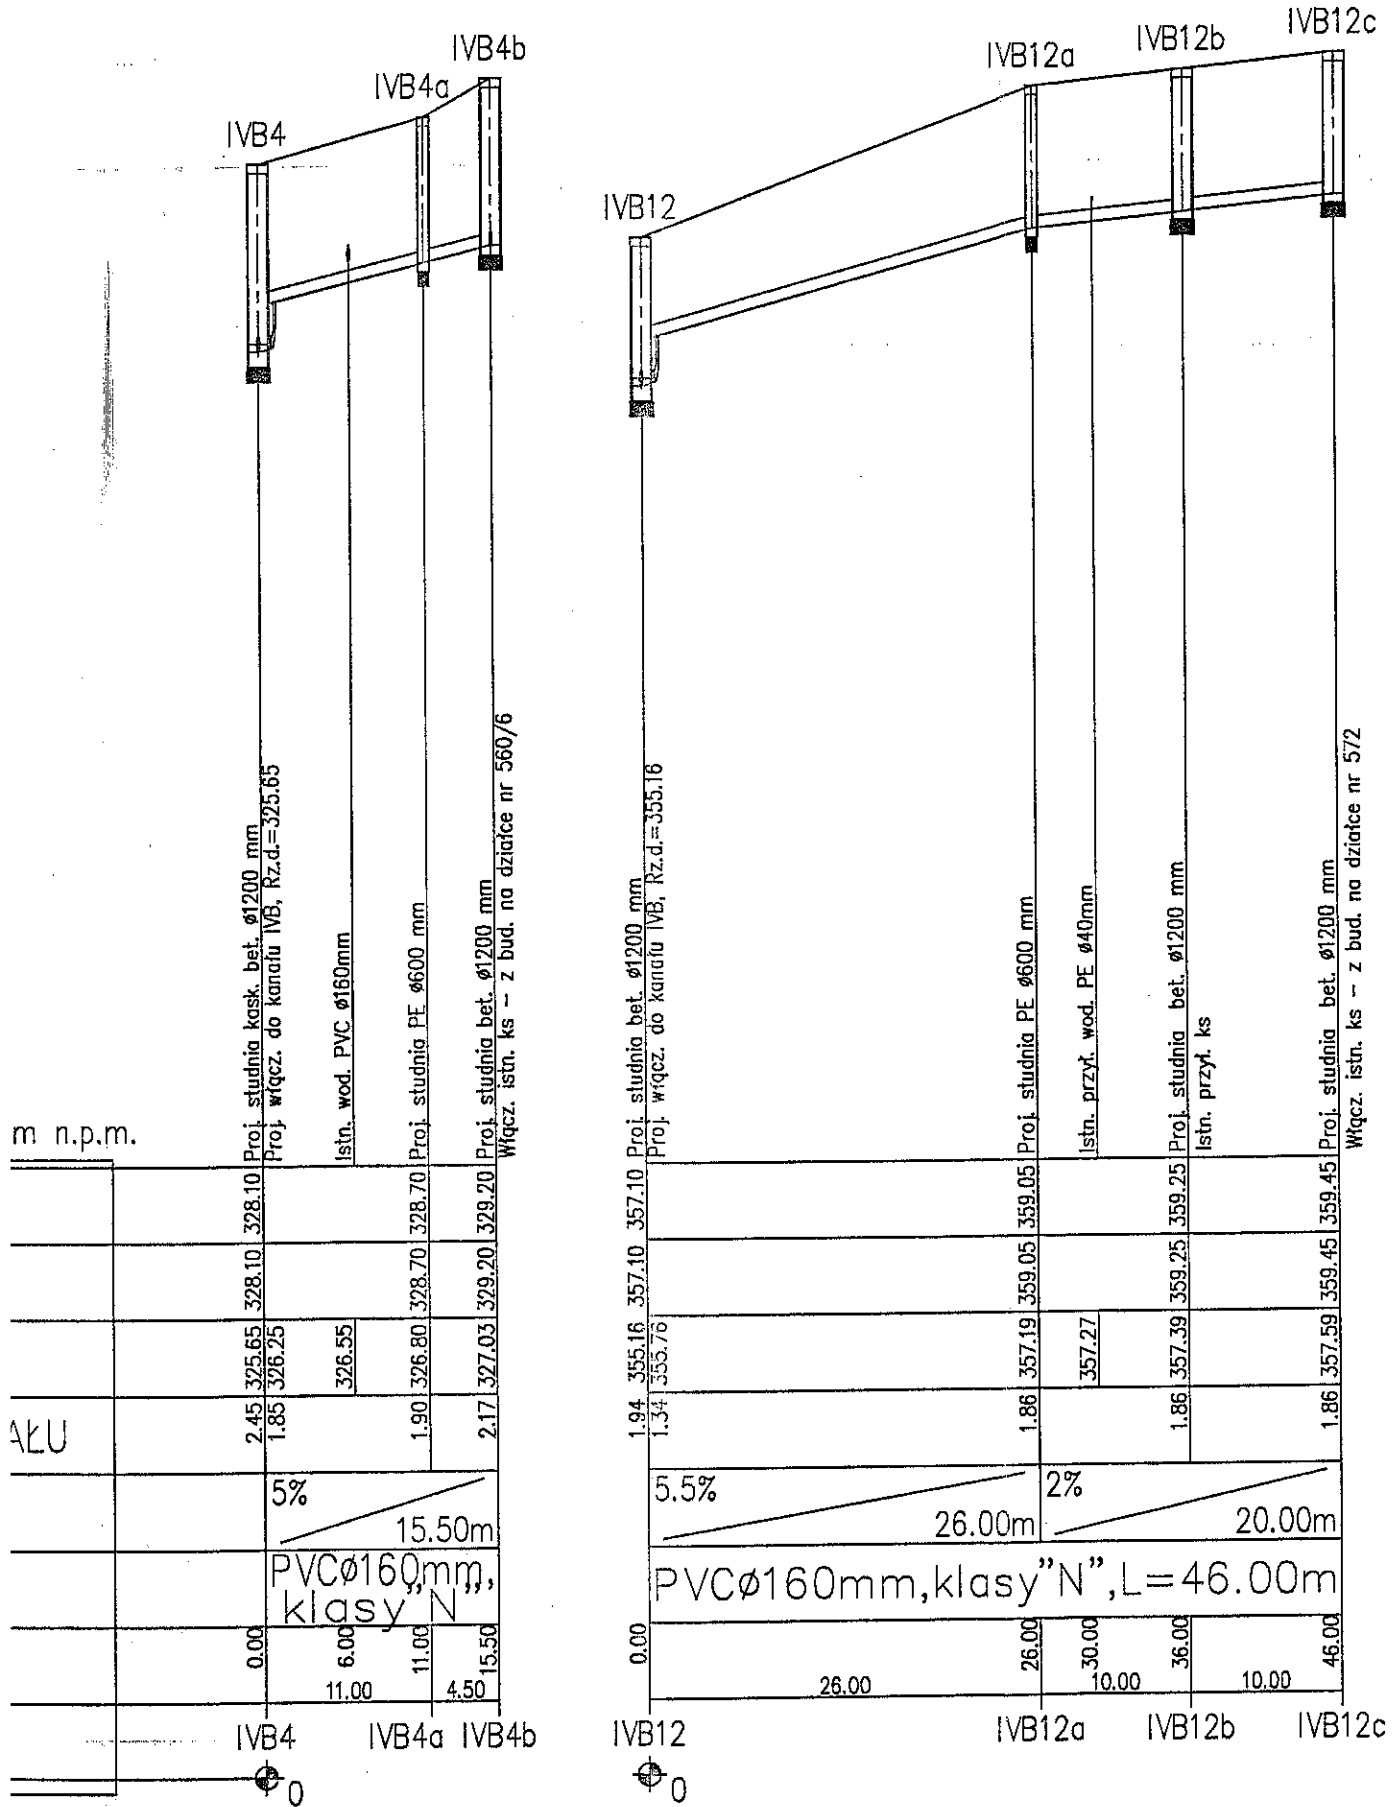 IVB4
IVB4a
IVB4b
IVB12
IVB12a
IVB12b
IVB12c
Proj. studnia kask. bet. ø1200 mm
Proj. włącz. do kanału IVB, Rz.d.=325.65
Istn. wod. PVC ø160mm
Proj. studnia PE ø600 mm
Proj. studnia bet. ø1200 mm
Włącz. istn. ks – z bud. na działce nr 560/6
Proj. studnia bet. ø1200 mm
Proj. włącz. do kanału IVB, Rz.d.=355.16
Proj. studnia PE ø600 mm
Istn. przył. wod. PE ø40mm
Proj. studnia bet. ø1200 mm
Istn. przył. ks
Proj. studnia bet. ø1200 mm
Włącz. istn. ks – z bud. na działce nr 572
m n.p.m.
328.10 328.70 329.20 357.10 359.05 359.25 359.45
328.10 328.70 329.20 357.10 359.05 359.25 359.45
325.65 326.25 326.55 326.80 327.03 355.16 355.76 357.19 357.27 357.39 357.59
AŁU
2.45 1.85 1.90 2.17 1.94 1.34 1.86 1.86 1.86
5% 15.50m 5.5% 26.00m 2% 20.00m
PVCø160mm,
klasy"N",
PVCø160mm,klasy"N",L=46.00m
0.00 6.00 11.00 15.50 0.00 26.00 30.00 36.00 46.00
11.00 4.50 26.00 10.00 10.00
IVB4 IVB4a IVB4b IVB12 IVB12a IVB12b IVB12c
0 0